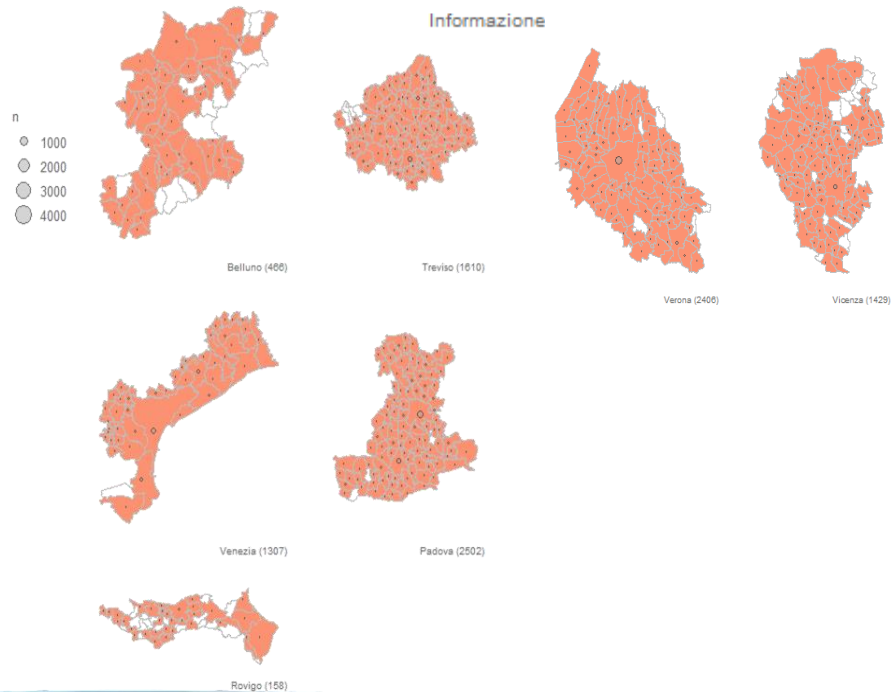 Informazione
n
1000
2000
3000
4000
Belluno (466)
Treviso (1610)
Verona (2406)
Vicenza (1429)
Venezia (1307)
Padova (2502)
Rovigo (158)